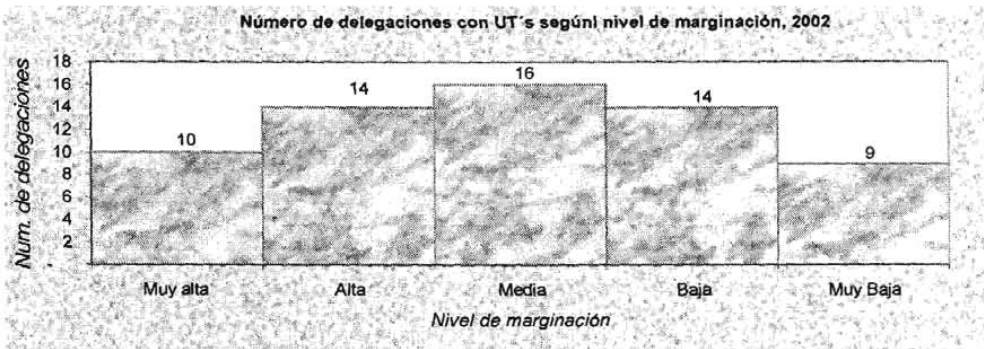 Número de delegaciones con UT´s segúnl nivel de marginación, 2002
Num. de delegaciones
18
16
14
12
10
8
6
4
2
-
10
14
16
14
9
Muy alta
Alta
Media
Baja
Muy Baja
Nivel de marginación